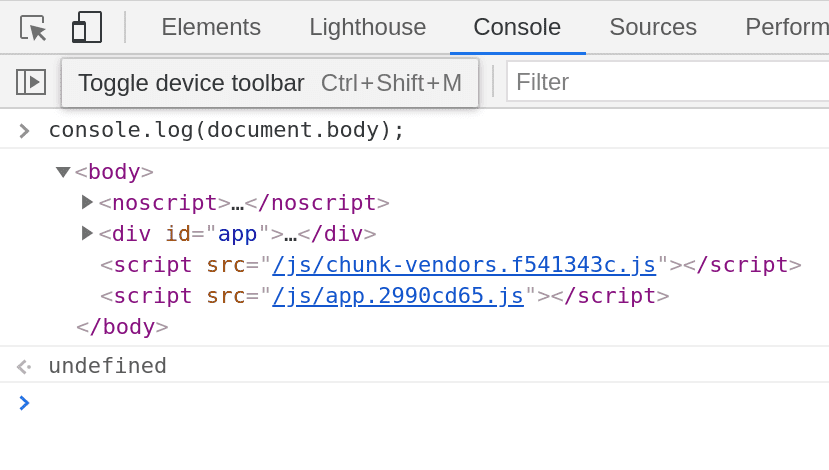 Elements Lighthouse Console Sources Perform
Toggle device toolbar Ctrl+Shift+M Filter
console.log(document.body);
<body>
<noscript>…</noscript>
<div id="app">…</div>
<script src="/js/chunk-vendors.f541343c.js"></script>
<script src="/js/app.2990cd65.js"></script>
</body>
undefined